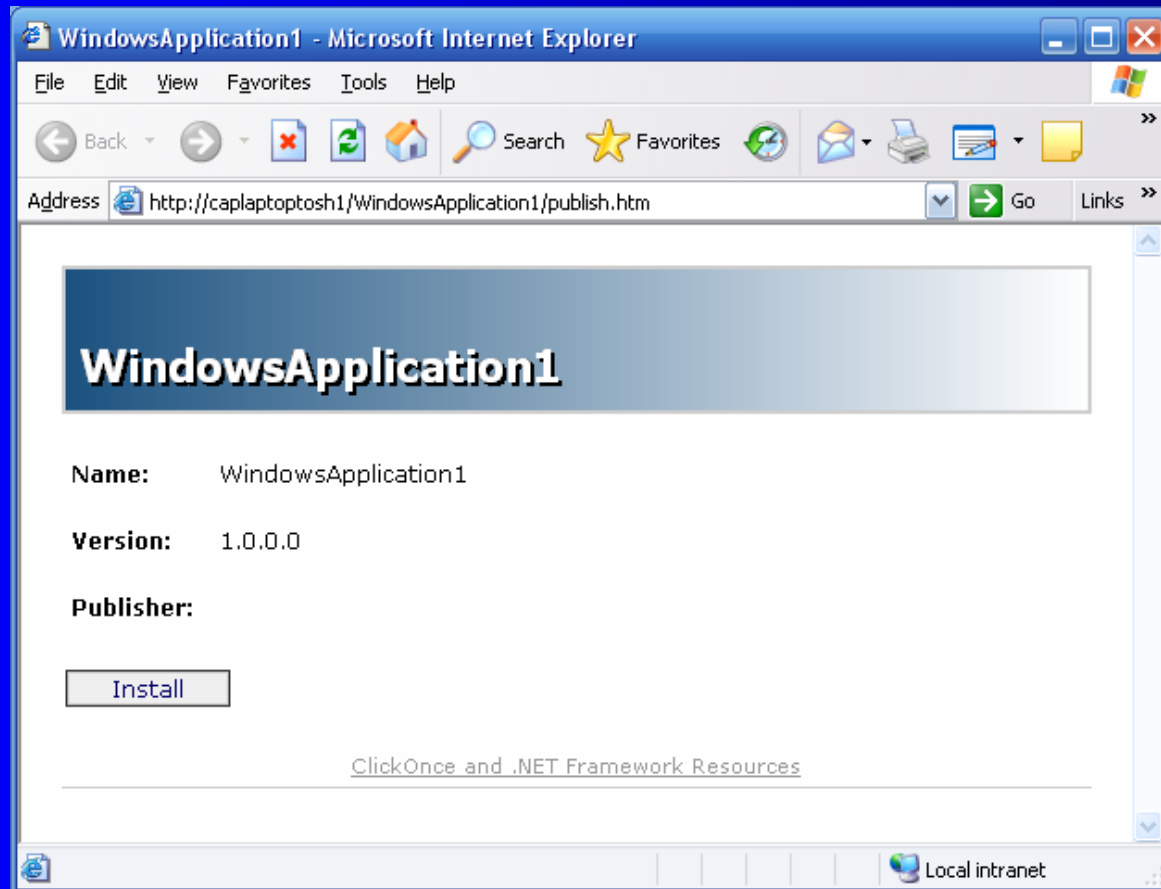 WindowsApplication1 - Microsoft Internet Explorer
File Edit View Favorites Tools Help
Back Search Favorites »
Address http://caplaptoptosh1/WindowsApplication1/publish.htm Go Links »
WindowsApplication1
Name: WindowsApplication1
Version: 1.0.0.0
Publisher:
Install
ClickOnce and .NET Framework Resources
Local intranet